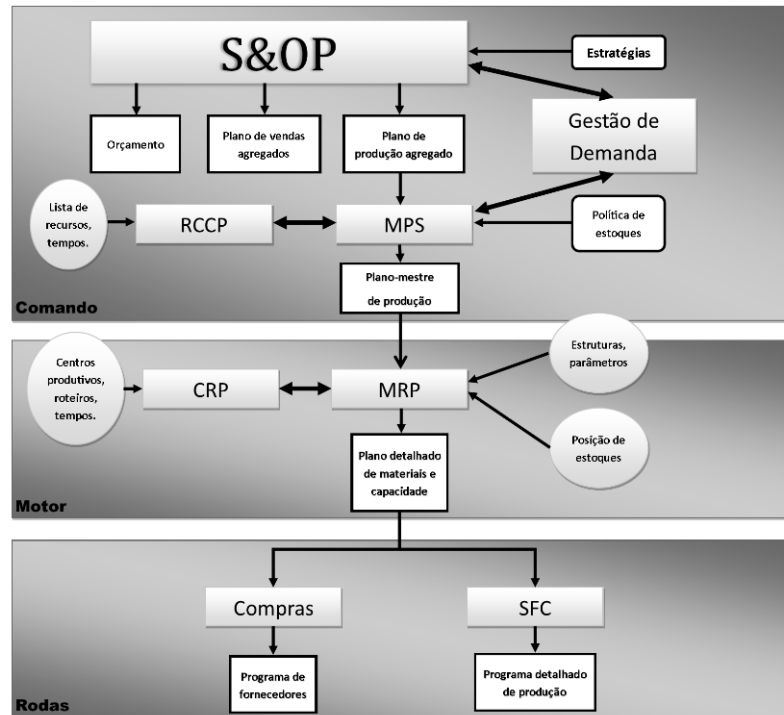 S&OP
Estratégias
Orçamento
Plano de vendas
agregados
Plano de
produção agregado
Gestão de
Demanda
Lista de
recursos,
tempos.
RCCP
MPS
Política de
estoques
Plano-mestre
de produção
Comando
Centros
produtivos,
roteiros,
tempos.
CRP
MRP
Estruturas,
parâmetros
Posição de
estoques
Plano detalhado
de materiais e
capacidade
Motor
Compras
SFC
Programa de
fornecedores
Programa detalhado
de produção
Rodas